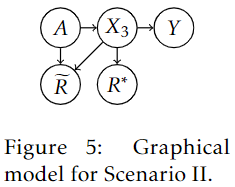 A X₃ Y
R̃ R*
Figure 5: Graphical
model for Scenario II.